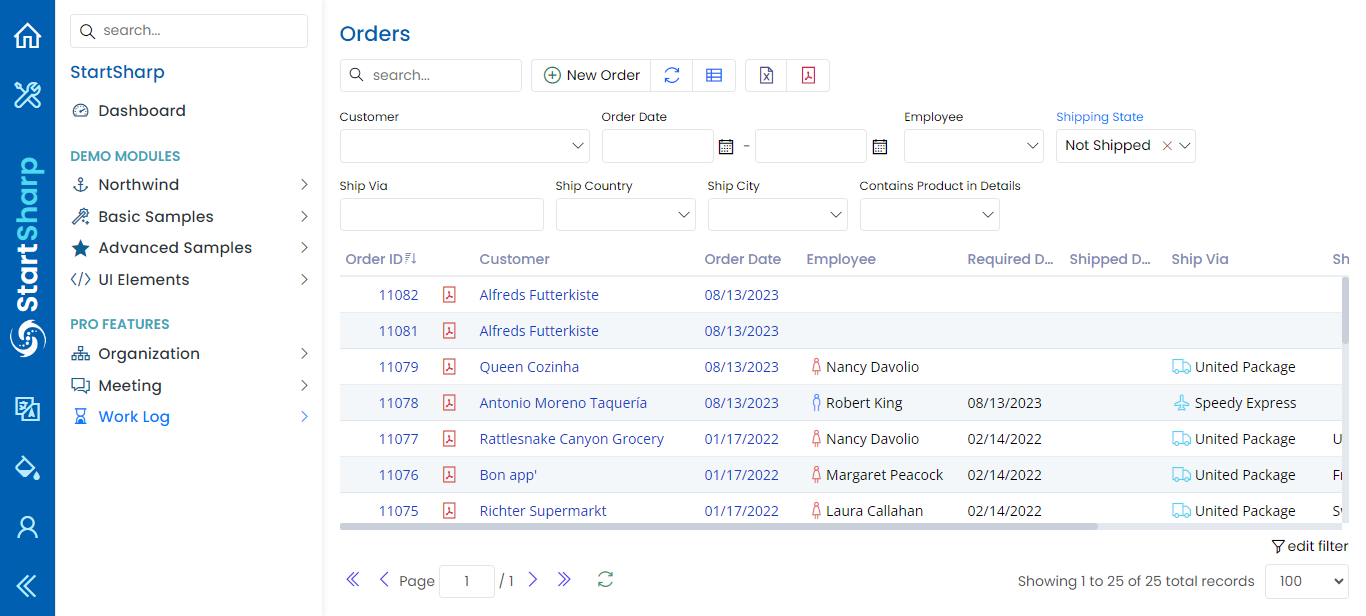 StartSharp
search...
StartSharp
Dashboard
DEMO MODULES
Northwind
Basic Samples
Advanced Samples
UI Elements
PRO FEATURES
Organization
Meeting
Work Log
Orders
search...
New Order
Customer
Order Date
Employee
Shipping State
-
Not Shipped
Ship Via
Ship Country
Ship City
Contains Product in Details
Order ID Customer Order Date Employee Required D... Shipped D... Ship Via Sh
11082 Alfreds Futterkiste 08/13/2023
11081 Alfreds Futterkiste 08/13/2023
11079 Queen Cozinha 08/13/2023 Nancy Davolio United Package
11078 Antonio Moreno Taquería 08/13/2023 Robert King 08/13/2023 Speedy Express
11077 Rattlesnake Canyon Grocery 01/17/2022 Nancy Davolio 02/14/2022 United Package U
11076 Bon app' 01/17/2022 Margaret Peacock 02/14/2022 United Package Fr
11075 Richter Supermarkt 01/17/2022 Laura Callahan 02/14/2022 United Package Sw
edit filter
Page 1 / 1
Showing 1 to 25 of 25 total records 100